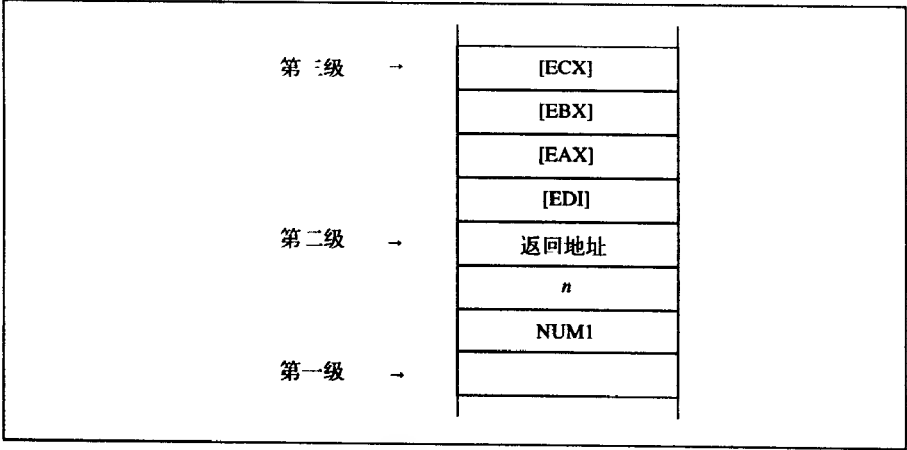 第三级 → [ECX]
[EBX]
[EAX]
[EDI]
第二级 → 返回地址
n
NUM1
第一级 →